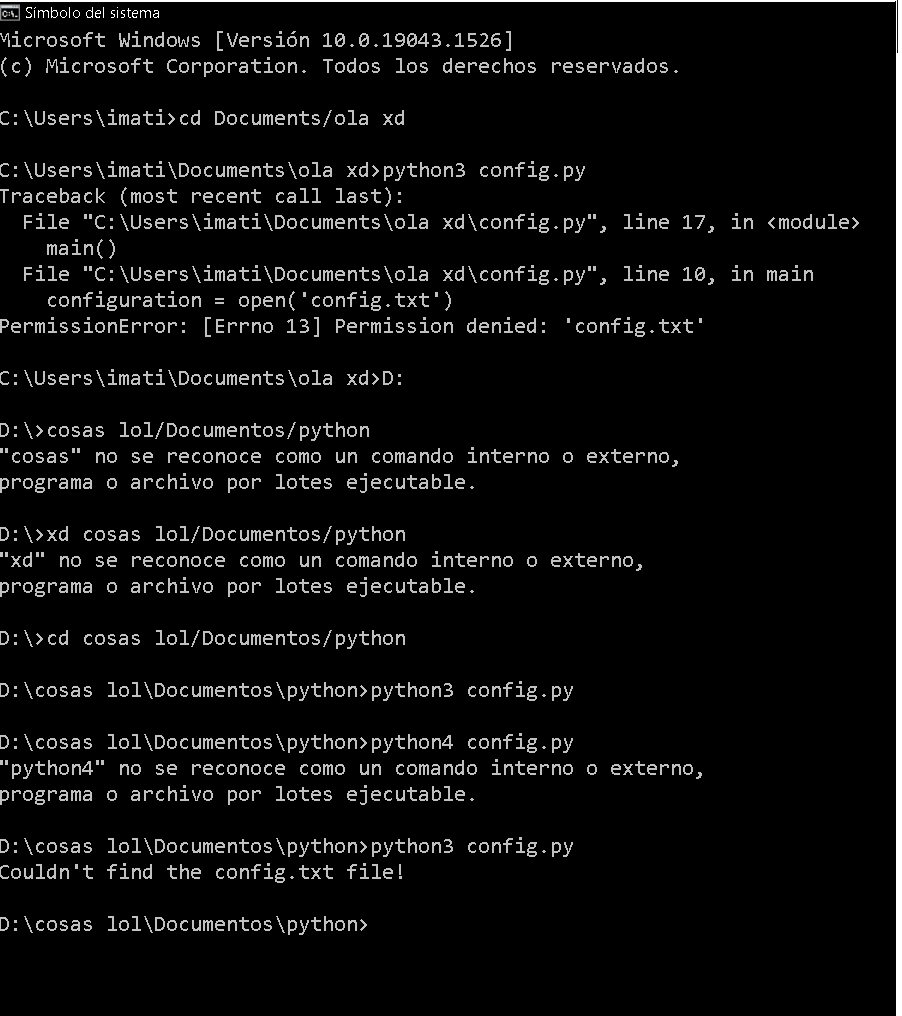 Símbolo del sistema
Microsoft Windows [Versión 10.0.19043.1526]
(c) Microsoft Corporation. Todos los derechos reservados.
C:\Users\imati>cd Documents/ola xd
C:\Users\imati\Documents\ola xd>python3 config.py
Traceback (most recent call last):
  File "C:\Users\imati\Documents\ola xd\config.py", line 17, in <module>
    main()
  File "C:\Users\imati\Documents\ola xd\config.py", line 10, in main
    configuration = open('config.txt')
PermissionError: [Errno 13] Permission denied: 'config.txt'
C:\Users\imati\Documents\ola xd>D:
D:\>cosas lol/Documentos/python
"cosas" no se reconoce como un comando interno o externo,
programa o archivo por lotes ejecutable.
D:\>xd cosas lol/Documentos/python
"xd" no se reconoce como un comando interno o externo,
programa o archivo por lotes ejecutable.
D:\>cd cosas lol/Documentos/python
D:\cosas lol\Documentos\python>python3 config.py
D:\cosas lol\Documentos\python>python4 config.py
"python4" no se reconoce como un comando interno o externo,
programa o archivo por lotes ejecutable.
D:\cosas lol\Documentos\python>python3 config.py
Couldn't find the config.txt file!
D:\cosas lol\Documentos\python>